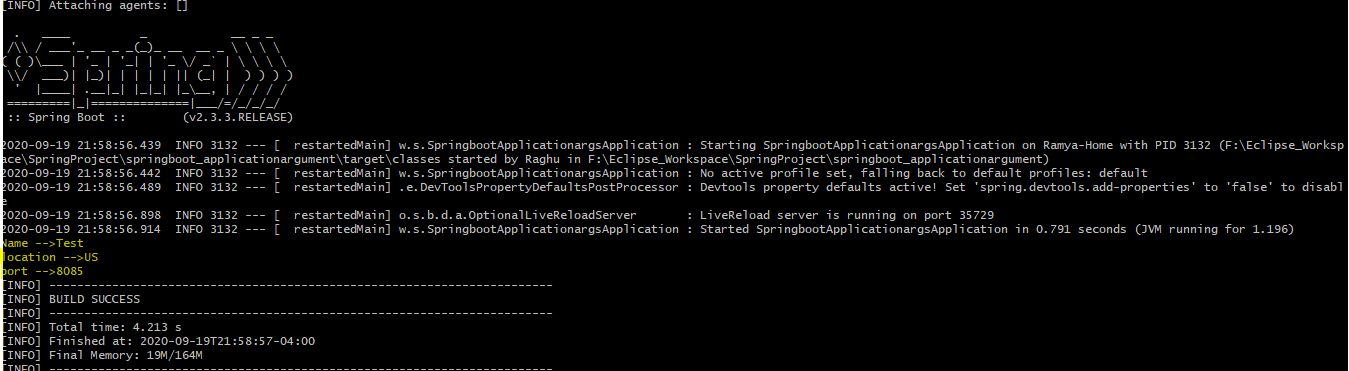 [INFO] Attaching agents: []
  .   ____          _            __ _ _
 /\\ / ___'_ __ _ _(_)_ __  __ _ \ \ \ \
( ( )\___ | '_ | '_| | '_ \/ _` | \ \ \ \
 \\/  ___)| |_)| | | | | || (_| |  ) ) ) )
  '  |____| .__|_| |_|_| |_\__, | / / / /
 =========|_|==============|___/=/_/_/_/
 :: Spring Boot ::        (v2.3.3.RELEASE)
2020-09-19 21:58:56.439  INFO 3132 --- [  restartedMain] w.s.SpringbootApplicationargsApplication : Starting SpringbootApplicationargsApplication on Ramya-Home with PID 3132 (F:\Eclipse_Worksp
ace\SpringProject\springboot_applicationargument\target\classes started by Raghu in F:\Eclipse_Workspace\SpringProject\springboot_applicationargument)
2020-09-19 21:58:56.442  INFO 3132 --- [  restartedMain] w.s.SpringbootApplicationargsApplication : No active profile set, falling back to default profiles: default
2020-09-19 21:58:56.489  INFO 3132 --- [  restartedMain] .e.DevToolsPropertyDefaultsPostProcessor : Devtools property defaults active! Set 'spring.devtools.add-properties' to 'false' to disabl
e
2020-09-19 21:58:56.898  INFO 3132 --- [  restartedMain] o.s.b.d.a.OptionalLiveReloadServer       : LiveReload server is running on port 35729
2020-09-19 21:58:56.914  INFO 3132 --- [  restartedMain] w.s.SpringbootApplicationargsApplication : Started SpringbootApplicationargsApplication in 0.791 seconds (JVM running for 1.196)
Name -->Test
location -->US
port -->8085
[INFO] ------------------------------------------------------------------------
[INFO] BUILD SUCCESS
[INFO] ------------------------------------------------------------------------
[INFO] Total time: 4.213 s
[INFO] Finished at: 2020-09-19T21:58:57-04:00
[INFO] Final Memory: 19M/164M
[INFO] ------------------------------------------------------------------------